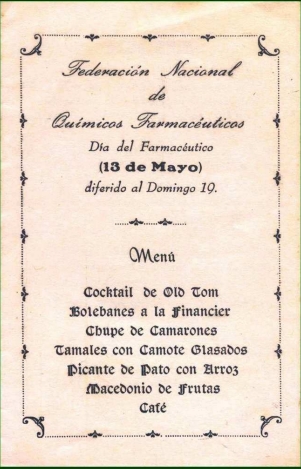 Federación Nacional
de
Químicos Farmacéuticos
Día del Farmacéutico
(13 de Mayo)
diferido al Domingo 19.
Menú
Cocktail de Old Tom
Bolebanes a la Financier
Chupe de Camarones
Tamales con Camote Glasados
Picante de Pato con Arroz
Macedonio de Frutas
Café